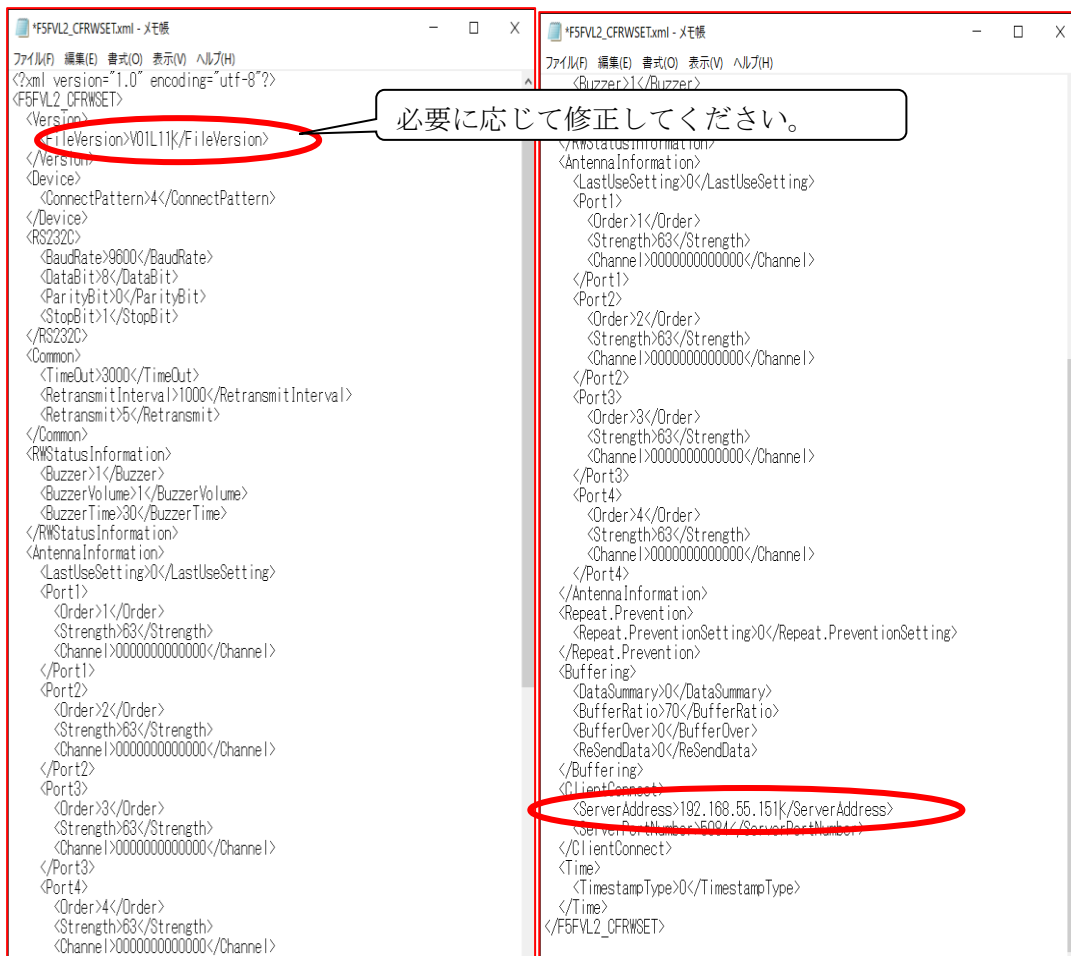 *F5FVL2_CFRWSET.xml - メモ帳
ファイル(F) 編集(E) 書式(O) 表示(V) ヘルプ(H)
<?xml version="1.0" encoding="utf-8"?>
<F5FVL2_CFRWSET>
<Version>
<FileVersion>V01L11</FileVersion>
</Version>
<Device>
<ConnectPattern>4</ConnectPattern>
</Device>
<RS232C>
<BaudRate>9600</BaudRate>
<DataBit>8</DataBit>
<ParityBit>0</ParityBit>
<StopBit>1</StopBit>
</RS232C>
<Common>
<TimeOut>3000</TimeOut>
<RetransmitInterval>1000</RetransmitInterval>
<Retransmit>5</Retransmit>
</Common>
<RWStatusInformation>
<Buzzer>1</Buzzer>
<BuzzerVolume>1</BuzzerVolume>
<BuzzerTime>30</BuzzerTime>
</RWStatusInformation>
<AntennaInformation>
<LastUseSetting>0</LastUseSetting>
<Port1>
<Order>1</Order>
<Strength>63</Strength>
<Channel>0000000000000</Channel>
</Port1>
<Port2>
<Order>2</Order>
<Strength>63</Strength>
<Channel>0000000000000</Channel>
</Port2>
<Port3>
<Order>3</Order>
<Strength>63</Strength>
<Channel>0000000000000</Channel>
</Port3>
<Port4>
<Order>4</Order>
<Strength>63</Strength>
<Channel>0000000000000</Channel>
必要に応じて修正してください。
*F5FVL2_CFRWSET.xml - メモ帳
ファイル(F) 編集(E) 書式(O) 表示(V) ヘルプ(H)
<Buzzer>1</Buzzer>
</RWStatusInformation>
<AntennaInformation>
<LastUseSetting>0</LastUseSetting>
<Port1>
<Order>1</Order>
<Strength>63</Strength>
<Channel>0000000000000</Channel>
</Port1>
<Port2>
<Order>2</Order>
<Strength>63</Strength>
<Channel>0000000000000</Channel>
</Port2>
<Port3>
<Order>3</Order>
<Strength>63</Strength>
<Channel>0000000000000</Channel>
</Port3>
<Port4>
<Order>4</Order>
<Strength>63</Strength>
<Channel>0000000000000</Channel>
</Port4>
</AntennaInformation>
<Repeat.Prevention>
<Repeat.PreventionSetting>0</Repeat.PreventionSetting>
</Repeat.Prevention>
<Buffering>
<DataSummary>0</DataSummary>
<BufferRatio>70</BufferRatio>
<BufferOver>0</BufferOver>
<ReSendData>0</ReSendData>
</Buffering>
<ClientConnect>
<ServerAddress>192.168.55.151</ServerAddress>
<ServerPortNumber>5084</ServerPortNumber>
</ClientConnect>
<Time>
<TimestampType>0</TimestampType>
</Time>
</F5FVL2_CFRWSET>